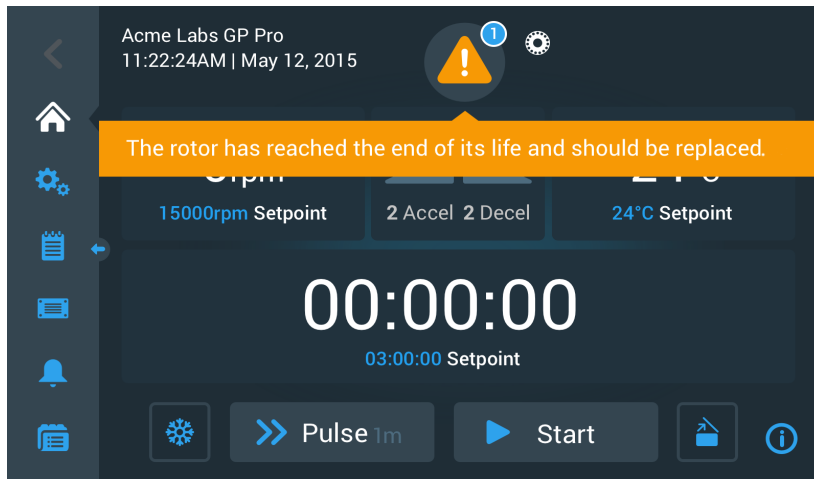 Acme Labs GP Pro
11:22:24AM | May 12, 2015
1
The rotor has reached the end of its life and should be replaced.
rpm
15000rpm Setpoint
2 Accel 2 Decel
24°C Setpoint
00:00:00
03:00:00 Setpoint
Pulse 1m
Start